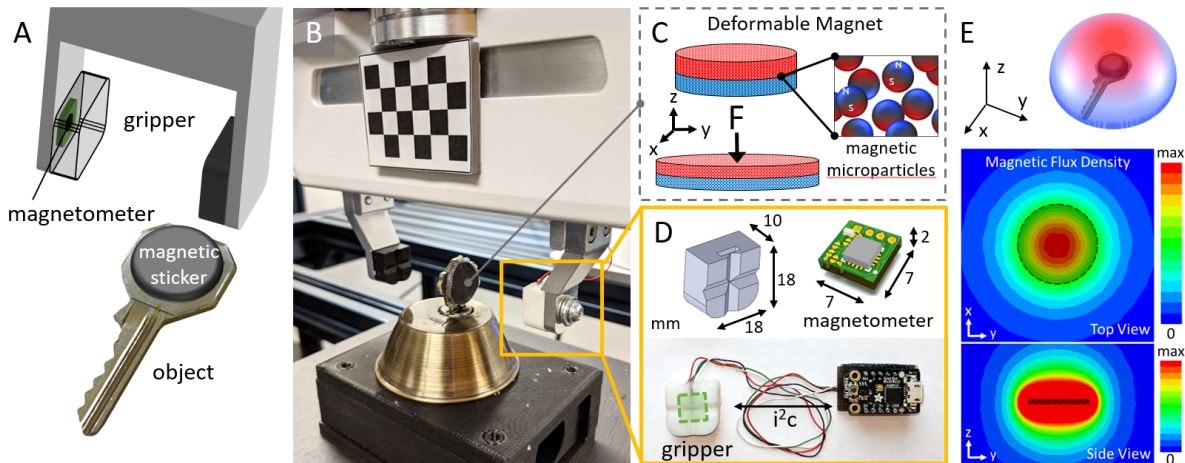 A
gripper
magnetometer
magnetic
sticker
object
B
C
Deformable Magnet
N
N
S
S
z
y
x
F
magnetic
microparticles
D
10
18
18
mm
2
7
7
magnetometer
i²c
gripper
E
z
y
x
Magnetic Flux Density
max
0
x
y
Top View
max
z
y
Side View
0